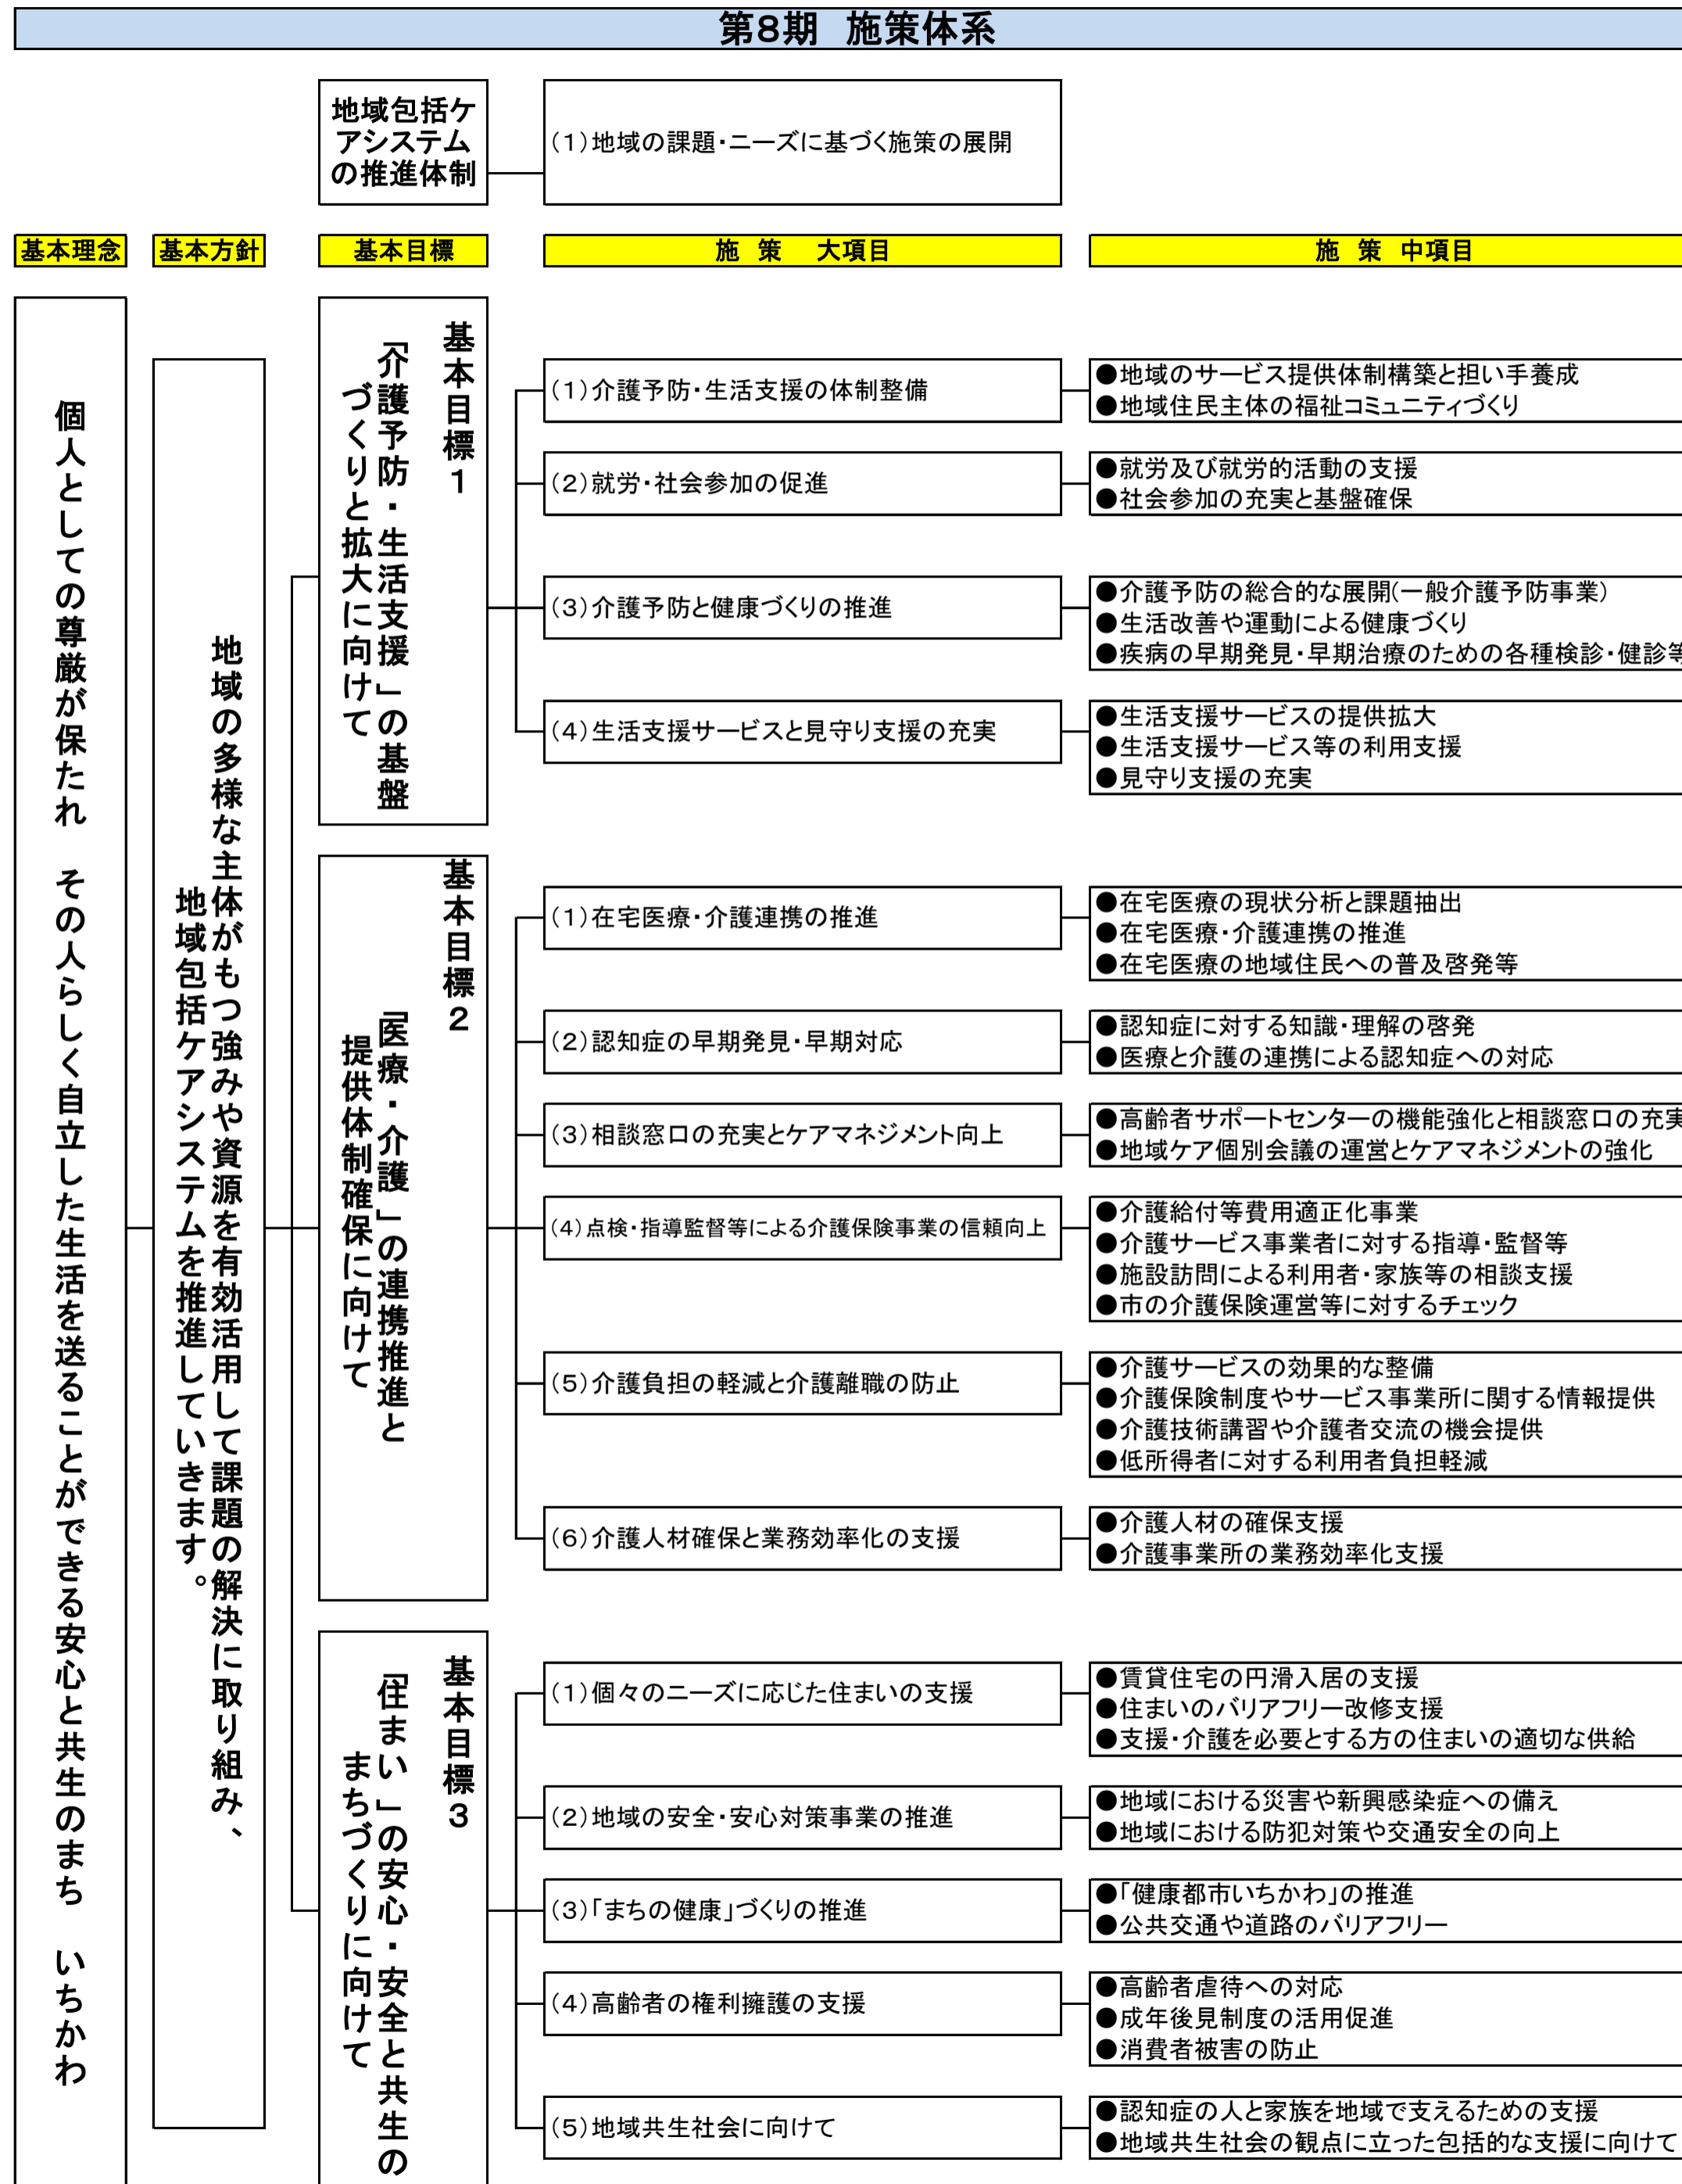 第8期　施策体系
地域包括ケ
アシステム
の推進体制
(1)地域の課題・ニーズに基づく施策の展開
基本理念
基本方針
基本目標
施　策　　大項目
施　策　中項目
個人としての尊厳が保たれ　その人らしく自立した生活を送ることができる安心と共生のまち　いちかわ
地域の多様な主体がもつ強みや資源を有効活用して課題の解決に取り組み、
地域包括ケアシステムを推進していきます。
基本目標1
「介護予防・生活支援」の基盤
づくりと拡大に向けて
(1)介護予防・生活支援の体制整備
●地域のサービス提供体制構築と担い手養成
●地域住民主体の福祉コミュニティづくり
(2)就労・社会参加の促進
●就労及び就労的活動の支援
●社会参加の充実と基盤確保
(3)介護予防と健康づくりの推進
●介護予防の総合的な展開(一般介護予防事業)
●生活改善や運動による健康づくり
●疾病の早期発見・早期治療のための各種検診・健診等
(4)生活支援サービスと見守り支援の充実
●生活支援サービスの提供拡大
●生活支援サービス等の利用支援
●見守り支援の充実
基本目標2
「医療・介護」の連携推進と
提供体制確保に向けて
(1)在宅医療・介護連携の推進
●在宅医療の現状分析と課題抽出
●在宅医療・介護連携の推進
●在宅医療の地域住民への普及啓発等
(2)認知症の早期発見・早期対応
●認知症に対する知識・理解の啓発
●医療と介護の連携による認知症への対応
(3)相談窓口の充実とケアマネジメント向上
●高齢者サポートセンターの機能強化と相談窓口の充実
●地域ケア個別会議の運営とケアマネジメントの強化
(4)点検・指導監督等による介護保険事業の信頼向上
●介護給付等費用適正化事業
●介護サービス事業者に対する指導・監督等
●施設訪問による利用者・家族等の相談支援
●市の介護保険運営等に対するチェック
(5)介護負担の軽減と介護離職の防止
●介護サービスの効果的な整備
●介護保険制度やサービス事業所に関する情報提供
●介護技術講習や介護者交流の機会提供
●低所得者に対する利用者負担軽減
(6)介護人材確保と業務効率化の支援
●介護人材の確保支援
●介護事業所の業務効率化支援
基本目標3
「住まい」の安心・安全と共生の
まちづくりに向けて
(1)個々のニーズに応じた住まいの支援
●賃貸住宅の円滑入居の支援
●住まいのバリアフリー改修支援
●支援・介護を必要とする方の住まいの適切な供給
(2)地域の安全・安心対策事業の推進
●地域における災害や新興感染症への備え
●地域における防犯対策や交通安全の向上
(3)「まちの健康」づくりの推進
●「健康都市いちかわ」の推進
●公共交通や道路のバリアフリー
(4)高齢者の権利擁護の支援
●高齢者虐待への対応
●成年後見制度の活用促進
●消費者被害の防止
(5)地域共生社会に向けて
●認知症の人と家族を地域で支えるための支援
●地域共生社会の観点に立った包括的な支援に向けて